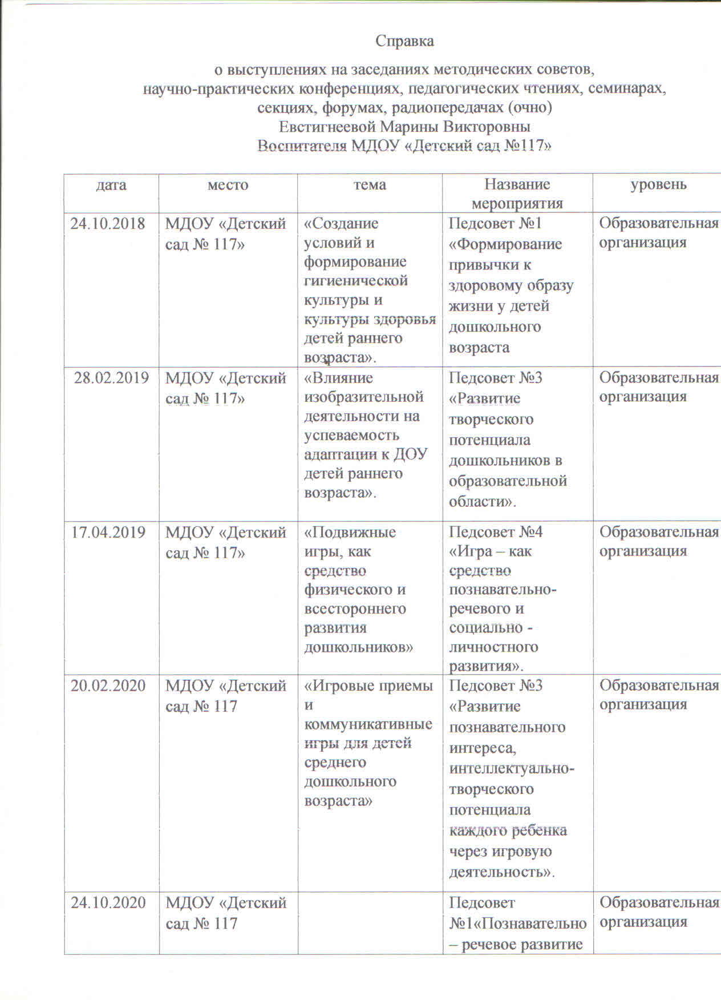 Справка
о выступлениях на заседаниях методических советов,
научно-практических конференциях, педагогических чтениях, семинарах,
секциях, форумах, радиопередачах (очно)
Евстигнеевой Марины Викторовны
Воспитателя МДОУ «Детский сад №117»
дата
место
тема
Название
мероприятия
уровень
24.10.2018
МДОУ «Детский
сад № 117»
«Создание
условий и
формирование
гигиенической
культуры и
культуры здоровья
детей раннего
возраста».
Педсовет №1
«Формирование
привычки к
здоровому образу
жизни у детей
дошкольного
возраста
Образовательная
организация
28.02.2019
МДОУ «Детский
сад № 117»
«Влияние
изобразительной
деятельности на
успеваемость
адаптации к ДОУ
детей раннего
возраста».
Педсовет №3
«Развитие
творческого
потенциала
дошкольников в
образовательной
области».
Образовательная
организация
17.04.2019
МДОУ «Детский
сад № 117»
«Подвижные
игры, как
средство
физического и
всестороннего
развития
дошкольников»
Педсовет №4
«Игра – как
средство
познавательно-
речевого и
социально -
личностного
развития».
Образовательная
организация
20.02.2020
МДОУ «Детский
сад № 117
«Игровые приемы
и
коммуникативные
игры для детей
среднего
дошкольного
возраста»
Педсовет №3
«Развитие
познавательного
интереса,
интеллектуально-
творческого
потенциала
каждого ребенка
через игровую
деятельность».
Образовательная
организация
24.10.2020
МДОУ «Детский
сад № 117
Педсовет
№1«Познавательно
– речевое развитие
Образовательная
организация